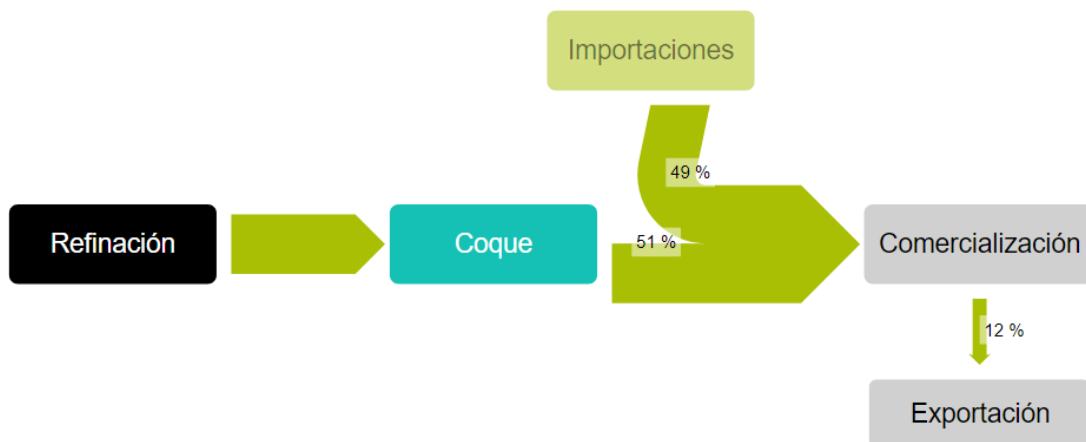 Importaciones
49 %
Refinación
Coque
51 %
Comercialización
12 %
Exportación